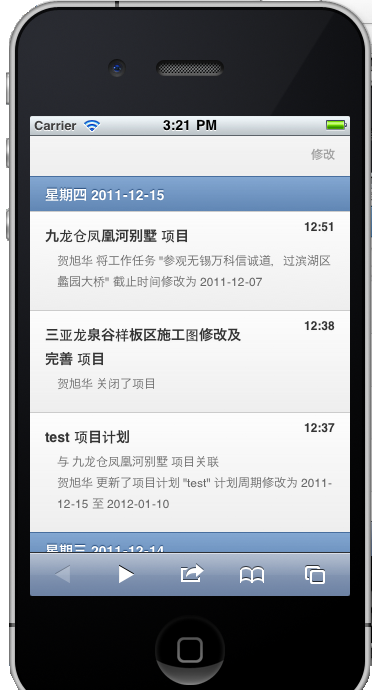 Carrier 3:21 PM
修改
星期四 2011-12-15
九龙仓凤凰河别墅 项目 12:51
贺旭华 将工作任务 "参观无锡万科信诚道，过滨湖区
蠡园大桥" 截止时间修改为 2011-12-07
三亚龙泉谷样板区施工图修改及 12:38
完善 项目
贺旭华 关闭了项目
test 项目计划 12:37
与 九龙仓凤凰河别墅 项目关联
贺旭华 更新了项目计划 "test" 计划周期修改为 2011-
12-15 至 2012-01-10
星期三 2011-12-14